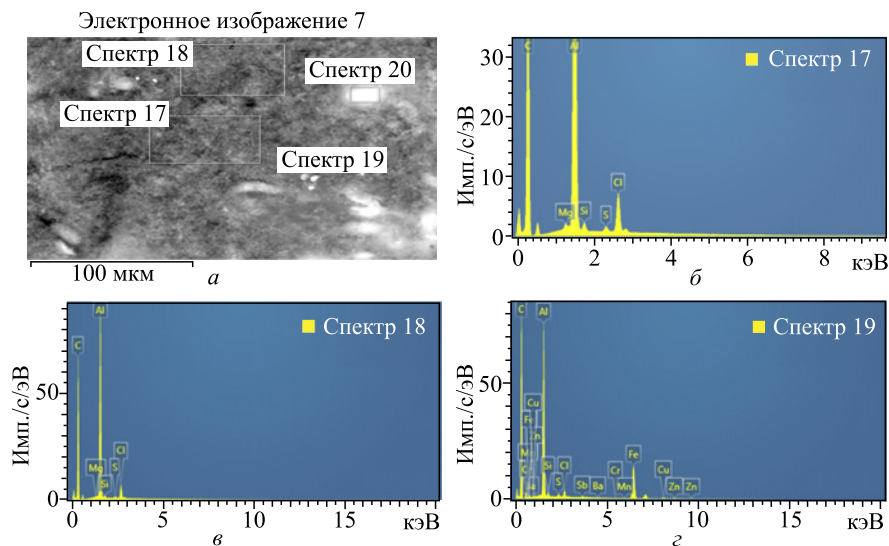 Электронное изображение 7
Спектр 18
Спектр 20
Спектр 17
Спектр 19
100 мкм
а
Имп./с/эВ
30
20
10
0
C
Al
Mg
Si
S
Cl
Спектр 17
0 2 4 6 8 кэВ
б
Имп./с/эВ
50
0
C
Al
Mg
Si
S
Cl
Спектр 18
0 5 10 15 кэВ
в
Имп./с/эВ
50
0
C
Al
Cu
Fe
Zn
Si
S
Cl
Sb
Ba
Cr
Mn
Fe
Cu
Zn
Zn
Спектр 19
0 5 10 15 кэВ
г